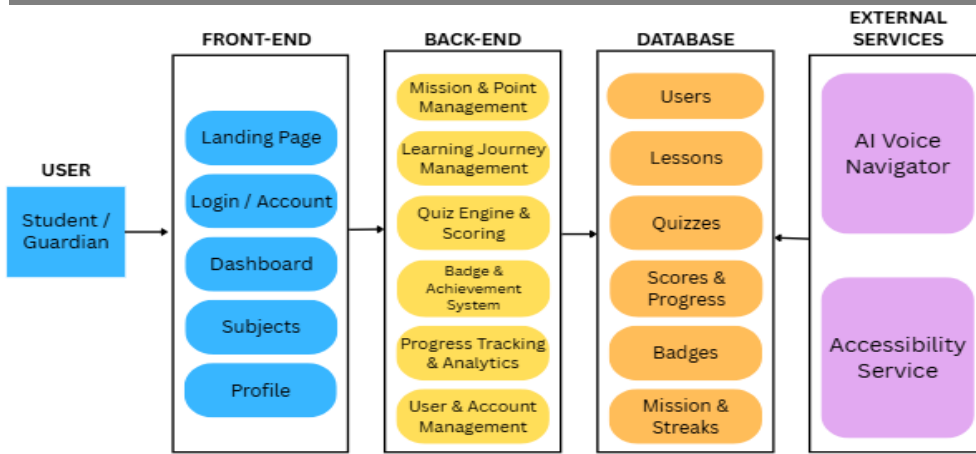 USER
Student /
Guardian
FRONT-END
Landing Page
Login / Account
Dashboard
Subjects
Profile
BACK-END
Mission & Point
Management
Learning Journey
Management
Quiz Engine &
Scoring
Badge &
Achievement
System
Progress Tracking
& Analytics
User & Account
Management
DATABASE
Users
Lessons
Quizzes
Scores &
Progress
Badges
Mission &
Streaks
EXTERNAL
SERVICES
AI Voice
Navigator
Accessibility
Service